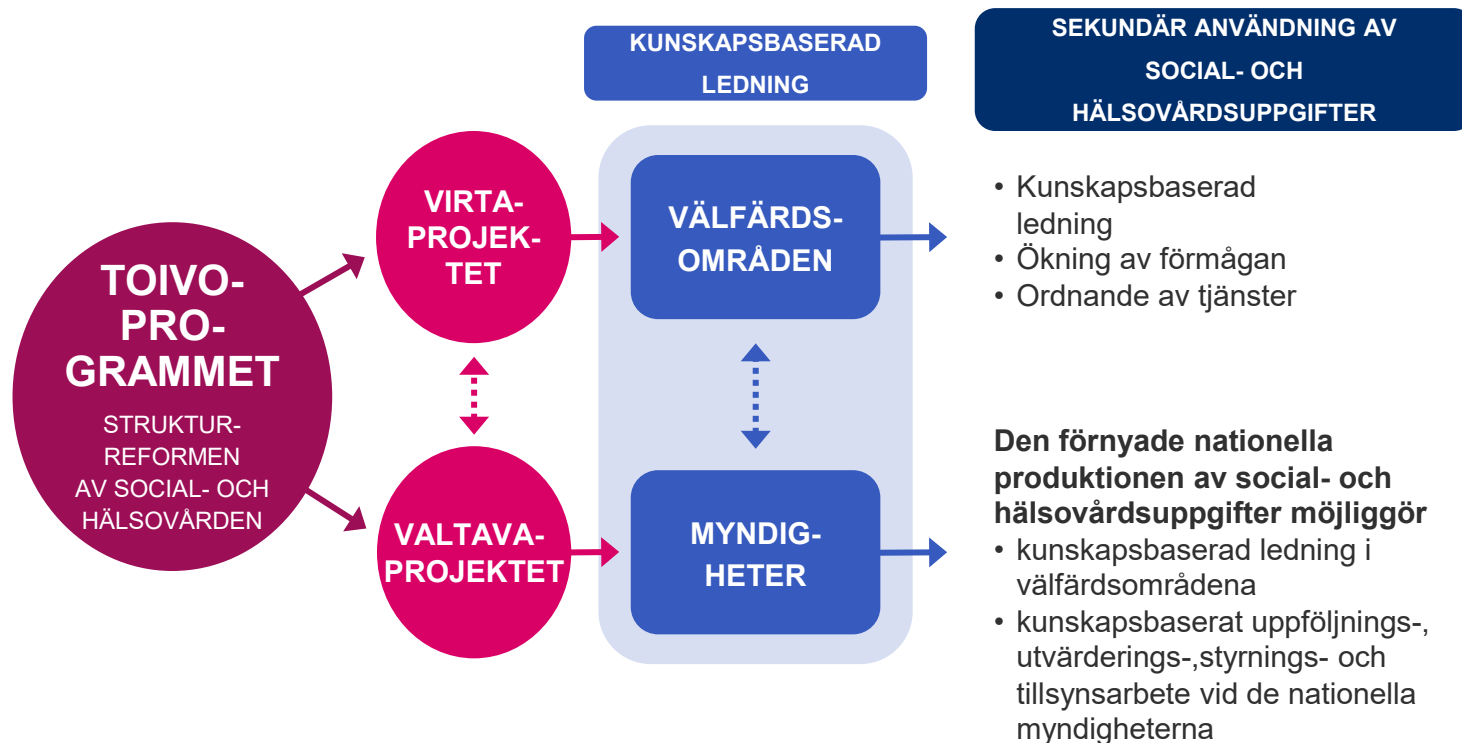 KUNSKAPSBASERAD
LEDNING
SEKUNDÄR ANVÄNDNING AV
SOCIAL- OCH
HÄLSOVÅRDSUPPGIFTER
TOIVO-
PRO-
GRAMMET
STRUKTUR-
REFORMEN
AV SOCIAL- OCH
HÄLSOVÅRDEN
VIRTA-
PROJEK-
TET
VÄLFÄRDS-
OMRÅDEN
• Kunskapsbaserad
ledning
• Ökning av förmågan
• Ordnande av tjänster
VALTAVA-
PROJEKTET
MYNDIG-
HETER
Den förnyade nationella
produktionen av social- och
hälsovårdsuppgifter möjliggör
• kunskapsbaserad ledning i
välfärdsområdena
• kunskapsbaserat uppföljnings-,
utvärderings-,styrnings- och
tillsynsarbete vid de nationella
myndigheterna